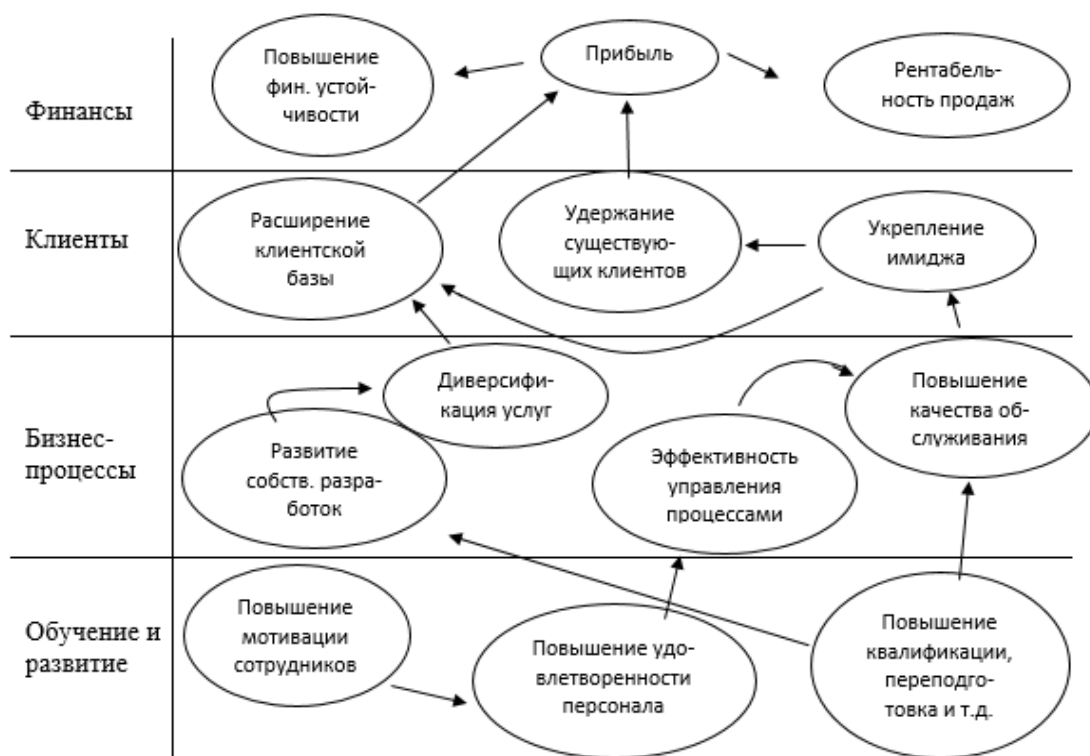 Финансы
Повышение
фин. устой-
чивости
Прибыль
Рентабель-
ность продаж
Клиенты
Расширение
клиентской
базы
Удержание
существую-
щих клиентов
Укрепление
имиджа
Бизнес-
процессы
Диверсифи-
кация услуг
Развитие
собств. разра-
боток
Эффективность
управления
процессами
Повышение
качества об-
служивания
Обучение и
развитие
Повышение
мотивации
сотрудников
Повышение удо-
влетворенности
персонала
Повышение
квалификации,
переподго-
товка и т.д.